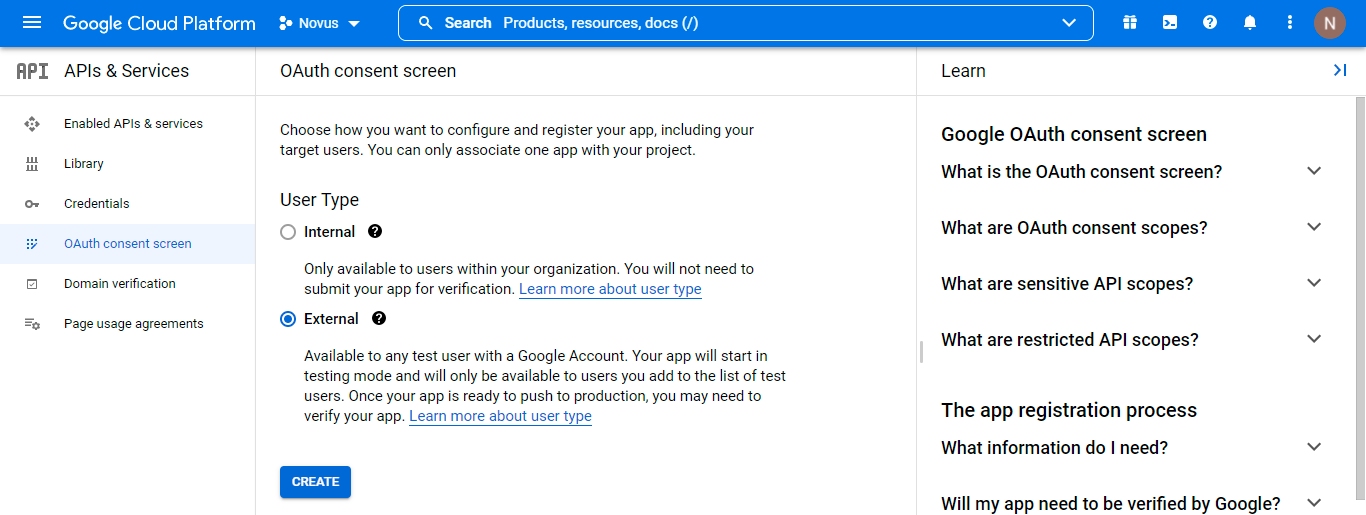 Google Cloud Platform
Novus
Search Products, resources, docs (/)
N
API APIs & Services
Enabled APIs & services
Library
Credentials
OAuth consent screen
Domain verification
Page usage agreements
OAuth consent screen
Choose how you want to configure and register your app, including your
target users. You can only associate one app with your project.
User Type
Internal
Only available to users within your organization. You will not need to
submit your app for verification. Learn more about user type
External
Available to any test user with a Google Account. Your app will start in
testing mode and will only be available to users you add to the list of test
users. Once your app is ready to push to production, you may need to
verify your app. Learn more about user type
CREATE
Learn
Google OAuth consent screen
What is the OAuth consent screen?
What are OAuth consent scopes?
What are sensitive API scopes?
What are restricted API scopes?
The app registration process
What information do I need?
Will my app need to be verified by Google?